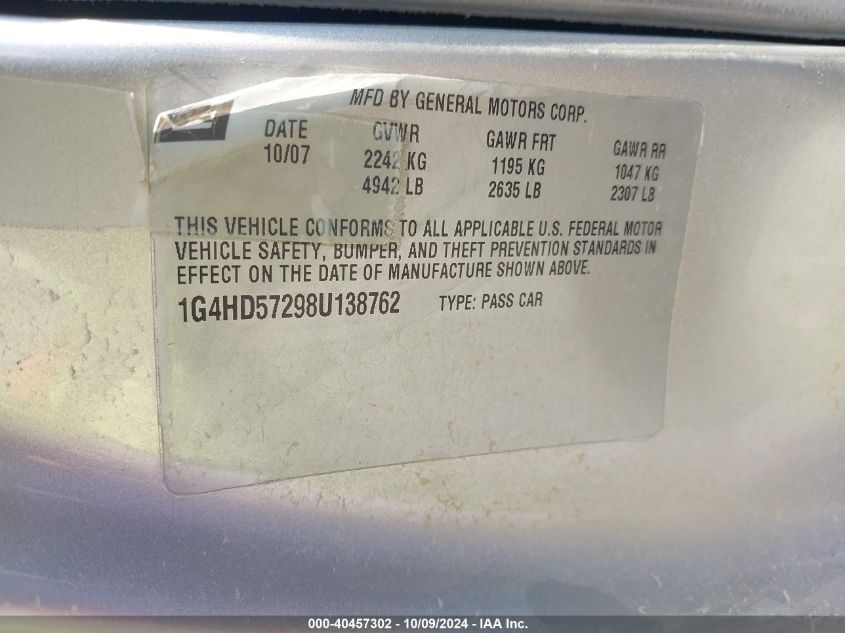 MFD BY GENERAL MOTORS CORP.
DATE GVWR GAWR FRT GAWR RR
10/07 2242 KG 1195 KG 1047 KG
4942 LB 2635 LB 2307 LB
THIS VEHICLE CONFORMS TO ALL APPLICABLE U.S. FEDERAL MOTOR
VEHICLE SAFETY, BUMPER, AND THEFT PREVENTION STANDARDS IN
EFFECT ON THE DATE OF MANUFACTURE SHOWN ABOVE.
1G4HD57298U138762 TYPE: PASS CAR
000-40457302 - 10/09/2024 - IAA Inc.